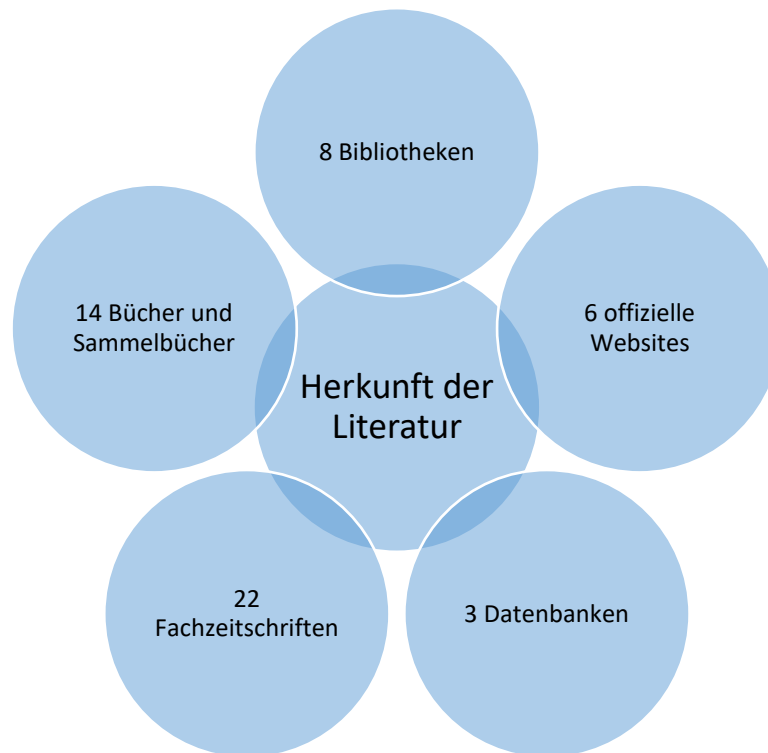 8 Bibliotheken
6 offizielle
Websites
3 Datenbanken
22
Fachzeitschriften
14 Bücher und
Sammelbücher
Herkunft der
Literatur